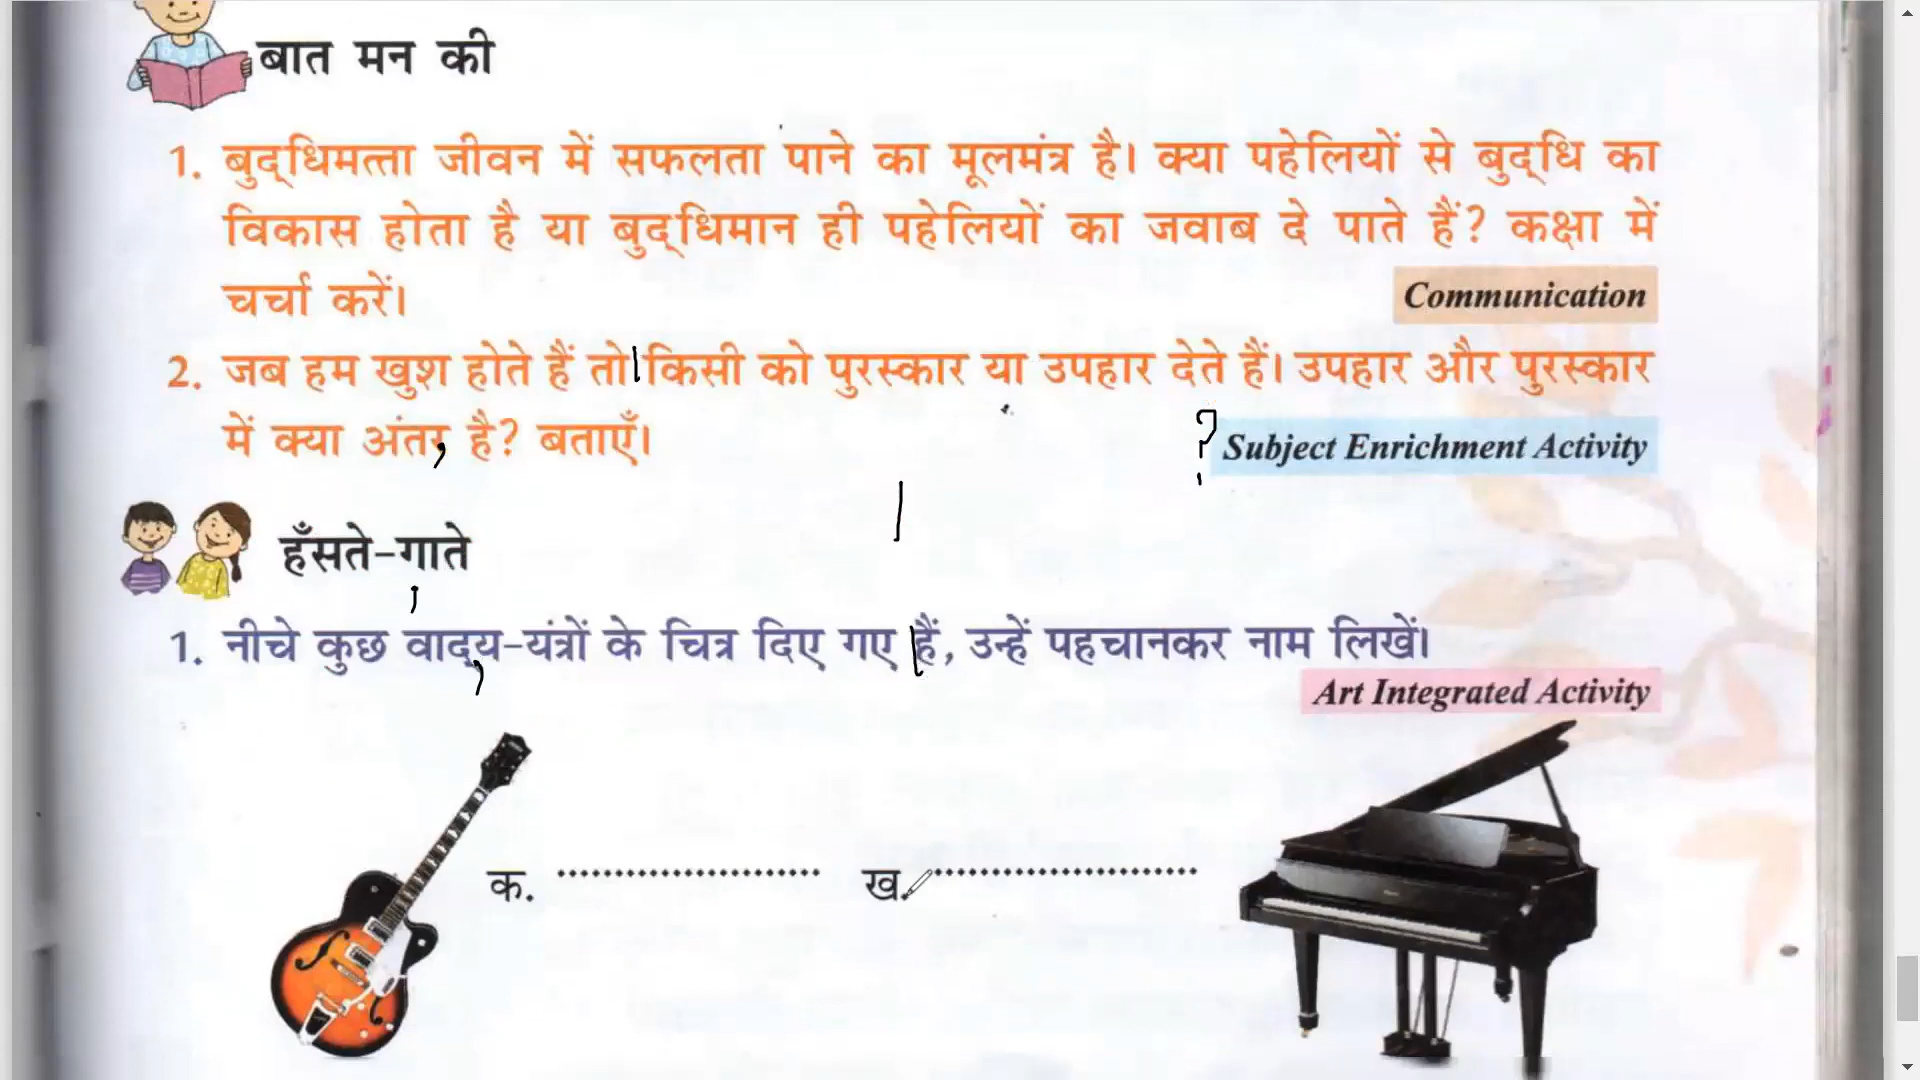 बात मन की
1. बुद्धिमत्ता जीवन में सफलता पाने का मूलमंत्र है। क्या पहेलियों से बुद्धि का
विकास होता है या बुद्धिमान ही पहेलियों का जवाब दे पाते हैं? कक्षा में
चर्चा करें।
Communication
2. जब हम खुश होते हैं तो किसी को पुरस्कार या उपहार देते हैं। उपहार और पुरस्कार
में क्या अंतर है? बताएँ।
?
Subject Enrichment Activity
हँसते-गाते
1. नीचे कुछ वाद्य-यंत्रों के चित्र दिए गए हैं, उन्हें पहचानकर नाम लिखें।
Art Integrated Activity
क. ........................... ख. ...........................